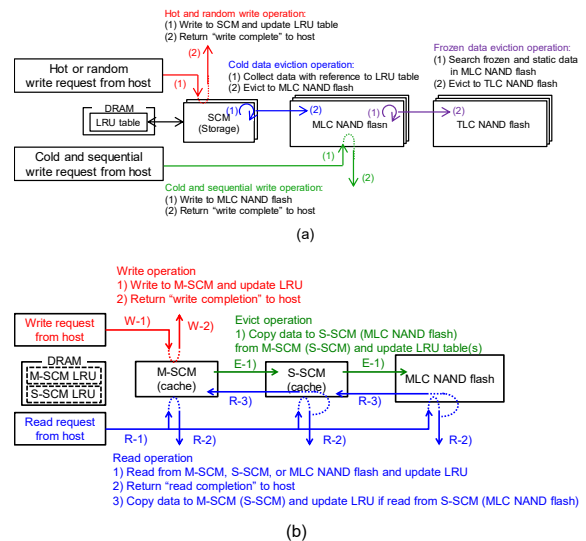 Hot and random write operation:
(1) Write to SCM and update LRU table
(2) Return "write complete" to host
(2)
Cold data eviction operation:
(1) Collect data with reference to LRU table
(2) Evict to MLC NAND flash
Frozen data eviction operation:
(1) Search frozen and static data
in MLC NAND flash
(2) Evict to TLC NAND flash
Hot or random
write request from host
(1)
DRAM
LRU table
SCM
(Storage)
(1)
(2)
MLC NAND flash
(1)
(2)
TLC NAND flash
Cold and sequential
write request from host
(1)
(2)
Cold and sequential write operation:
(1) Write to MLC NAND flash
(2) Return "write complete" to host
(a)
Write operation
1) Write to M-SCM and update LRU
2) Return "write completion" to host
Write request
from host
W-1)
W-2)
Evict operation
1) Copy data to S-SCM (MLC NAND flash)
from M-SCM (S-SCM) and update LRU table(s)
DRAM
M-SCM LRU
S-SCM LRU
M-SCM
(cache)
E-1)
R-3)
S-SCM
(cache)
E-1)
R-3)
MLC NAND flash
Read request
from host
R-1)
R-2)
R-2)
R-2)
Read operation
1) Read from M-SCM, S-SCM, or MLC NAND flash and update LRU
2) Return "read completion" to host
3) Copy data to M-SCM (S-SCM) and update LRU if read from S-SCM (MLC NAND flash)
(b)